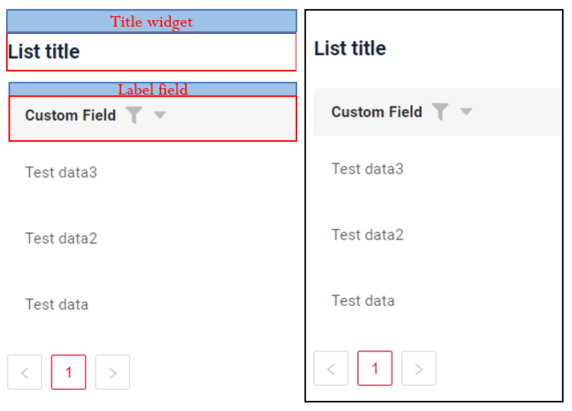 Title widget
List title
Label field
Custom Field
Test data3
Test data2
Test data
< 1 >
List title
Custom Field
Test data3
Test data2
Test data
< 1 >